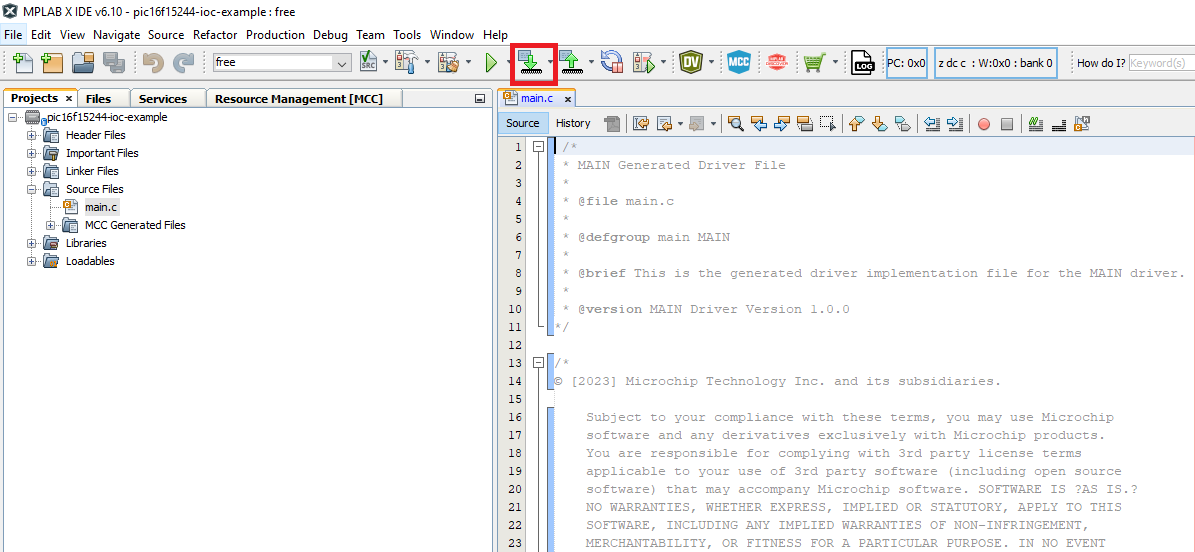 MPLAB X IDE v6.10 - pic16f15244-ioc-example : free
File Edit View Navigate Source Refactor Production Debug Team Tools Window Help
free
SRC
DV
MCC
LOG
PC: 0x0
z dc c : W:0x0 : bank 0
How do I?
Keyword(s)
Projects × Files Services Resource Management [MCC]
pic16f15244-ioc-example
Header Files
Important Files
Linker Files
Source Files
main.c
MCC Generated Files
Libraries
Loadables
main.c ×
Source History
1 /*
2 * MAIN Generated Driver File
3 *
4 * @file main.c
5 *
6 * @defgroup main MAIN
7 *
8 * @brief This is the generated driver implementation file for the MAIN driver.
9 *
10 * @version MAIN Driver Version 1.0.0
11 */
12
13 /*
14 © [2023] Microchip Technology Inc. and its subsidiaries.
15
16 Subject to your compliance with these terms, you may use Microchip
17 software and any derivatives exclusively with Microchip products.
18 You are responsible for complying with 3rd party license terms
19 applicable to your use of 3rd party software (including open source
20 software) that may accompany Microchip software. SOFTWARE IS ?AS IS.?
21 NO WARRANTIES, WHETHER EXPRESS, IMPLIED OR STATUTORY, APPLY TO THIS
22 SOFTWARE, INCLUDING ANY IMPLIED WARRANTIES OF NON-INFRINGEMENT,
23 MERCHANTABILITY, OR FITNESS FOR A PARTICULAR PURPOSE. IN NO EVENT